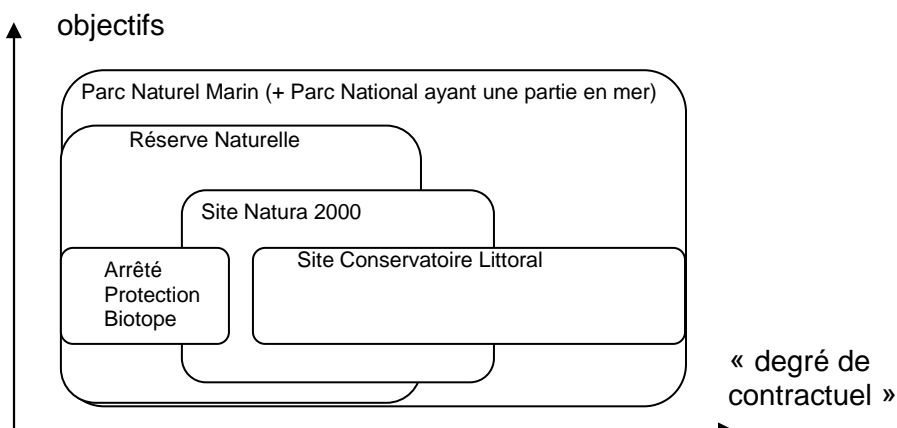 objectifs
Parc Naturel Marin (+ Parc National ayant une partie en mer)
Réserve Naturelle
Site Natura 2000
Site Conservatoire Littoral
Arrêté
Protection
Biotope
« degré de
contractuel »